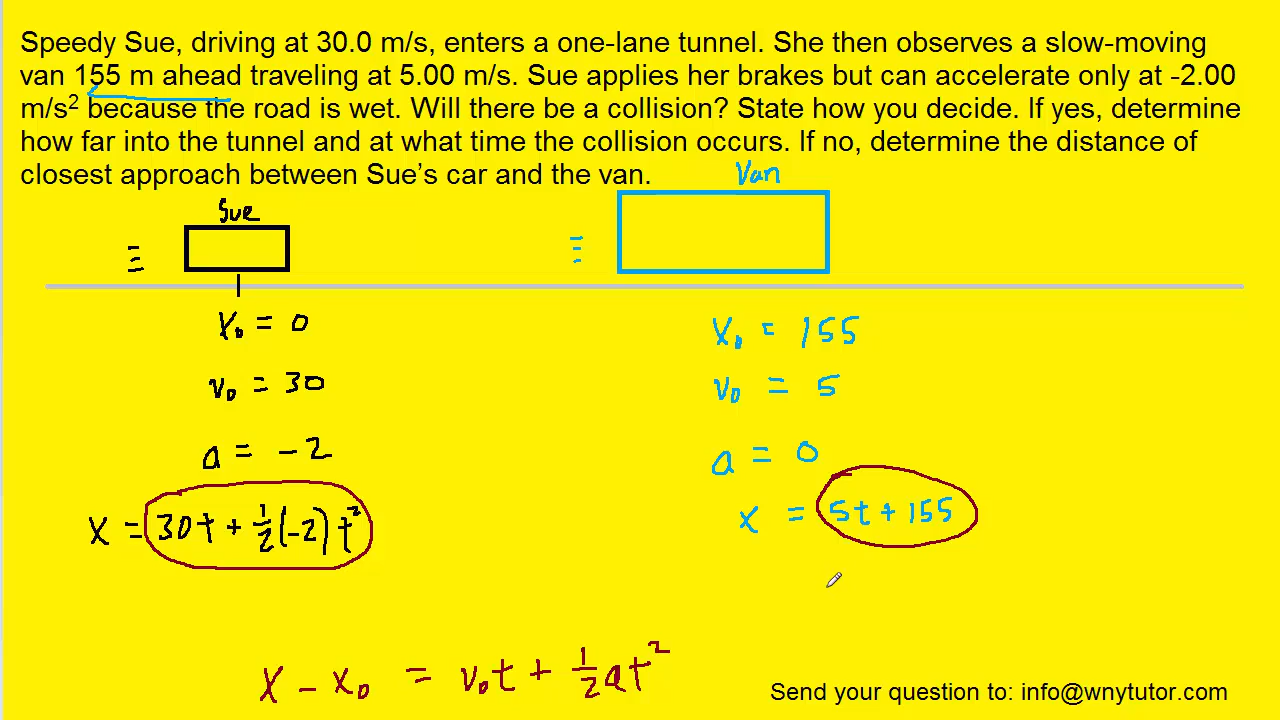 Speedy Sue, driving at 30.0 m/s, enters a one-lane tunnel. She then observes a slow-moving
van 155 m ahead traveling at 5.00 m/s. Sue applies her brakes but can accelerate only at -2.00
m/s² because the road is wet. Will there be a collision? State how you decide. If yes, determine
how far into the tunnel and at what time the collision occurs. If no, determine the distance of
closest approach between Sue's car and the van.
Van
Sue
x₀ = 0
x₀ = 155
v₀ = 30
v₀ = 5
a = -2
a = 0
x = 30t + ½(-2)t²
x = 5t + 155
x - x₀ = v₀t + ½at²
Send your question to: info@wnytutor.com